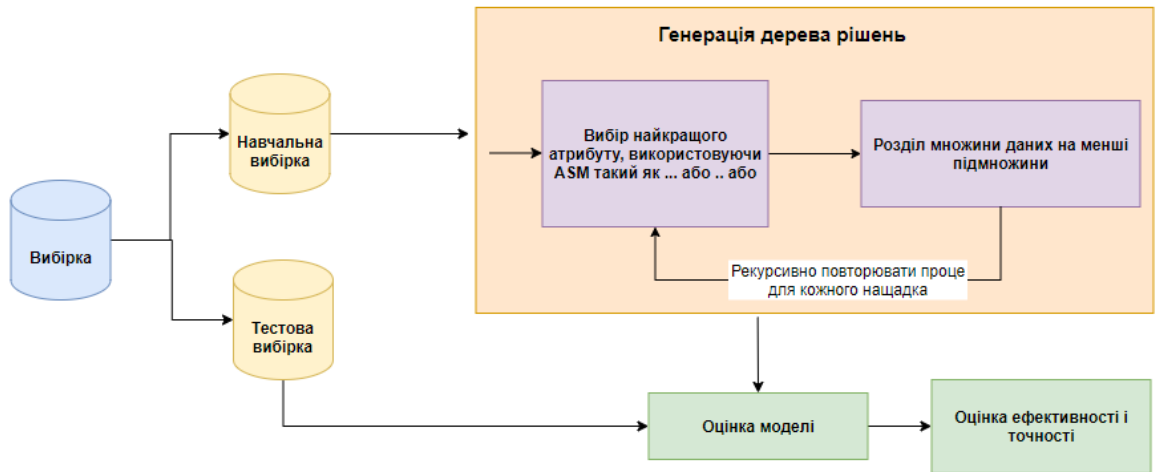 Генерація дерева рішень
Навчальна
вибірка
Вибір найкращого
атрибуту, використовуючи
ASM такий як ... або .. або
Розділ множини даних на менші
підмножини
Вибірка
Рекурсивно повторювати проце
для кожного нащадка
Тестова
вибірка
Оцінка моделі
Оцінка ефективності і
точності